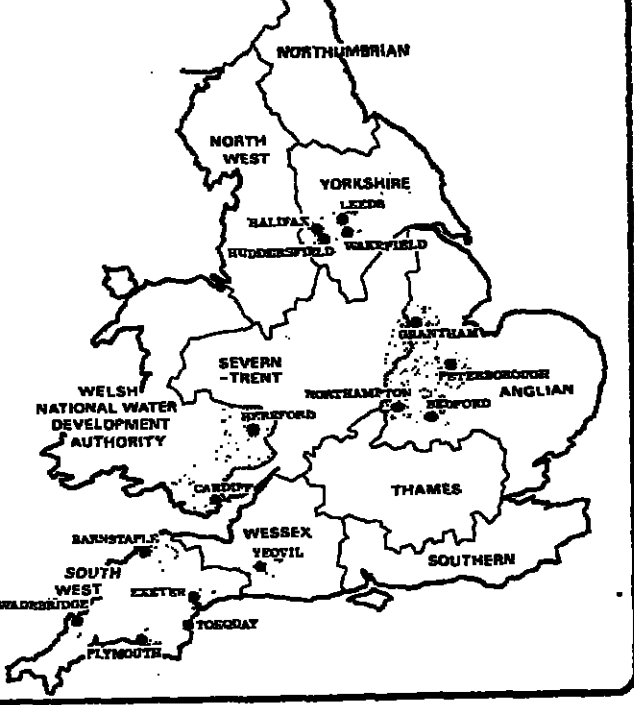 NORTHUMBRIAN
NORTH
WEST
YORKSHIRE
LEEDS
HALIFAX
HUDDERSFIELD
WAKEFIELD
GRANTHAM
SEVERN
-TRENT
PETERBOROUGH
WELSH
NATIONAL WATER
DEVELOPMENT
AUTHORITY
NORTHAMPTON
ANGLIAN
BEDFORD
HEREFORD
CARDIFF
THAMES
BARNSTAPLE
WESSEX
YEOVIL
SOUTHERN
SOUTH
WEST
EXETER
WADEBRIDGE
TORQUAY
PLYMOUTH